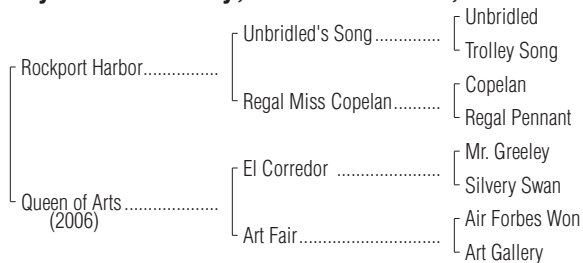 Unbridled
Unbridled's Song
Trolley Song
Rockport Harbor
Copelan
Regal Miss Copelan
Regal Pennant
Mr. Greeley
El Corredor
Silvery Swan
Queen of Arts
(2006)
Air Forbes Won
Art Fair
Art Gallery